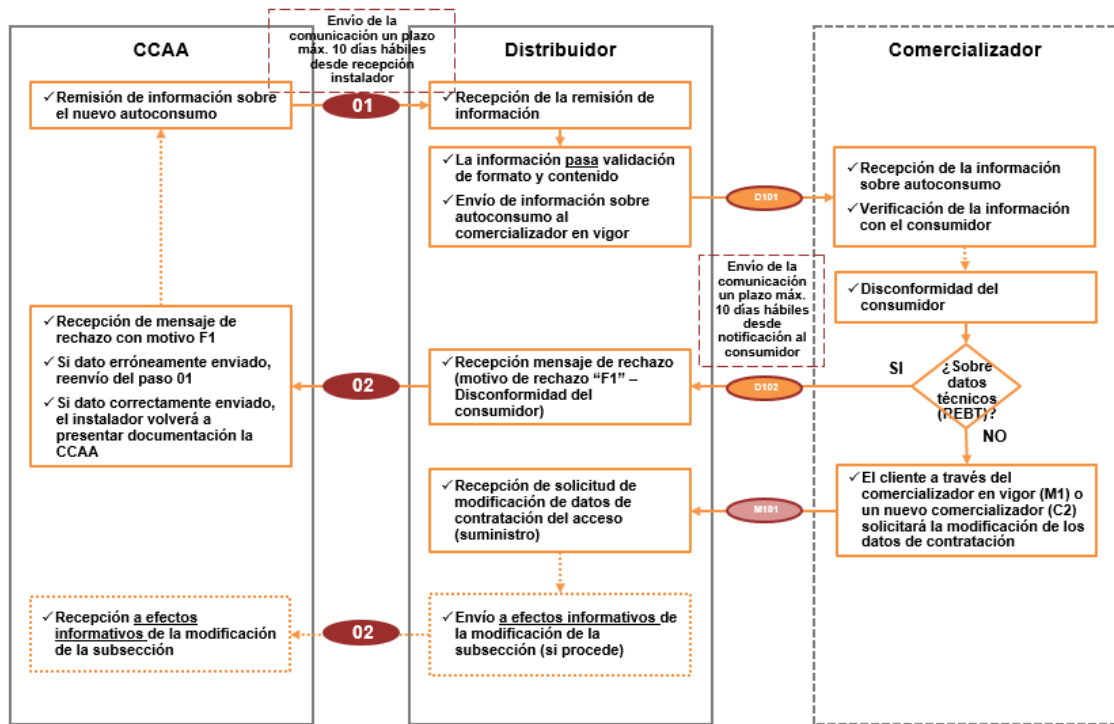 Envío de la
comunicación un plazo
máx. 10 días hábiles
desde recepción
instalador
CCAA
Distribuidor
Comercializador
✓ Remisión de información sobre
el nuevo autoconsumo
01
✓ Recepción de la remisión de
información
✓ La información pasa validación
de formato y contenido
✓ Envío de información sobre
autoconsumo al
comercializador en vigor
D101
✓ Recepción de la información
sobre autoconsumo
✓ Verificación de la información
con el consumidor
Envío de la
comunicación
un plazo máx.
10 días hábiles
desde
notificación al
consumidor
✓ Disconformidad del
consumidor
✓ Recepción de mensaje de
rechazo con motivo F1
✓ Si dato erróneamente enviado,
reenvío del paso 01
✓ Si dato correctamente enviado,
el instalador volverá a
presentar documentación la
CCAA
02
✓ Recepción mensaje de rechazo
(motivo de rechazo “F1” –
Disconformidad del
consumidor)
D102
SI
¿Sobre
datos
técnicos
(REBT)?
NO
✓ Recepción de solicitud de
modificación de datos de
contratación del acceso
(suministro)
M101
✓ El cliente a través del
comercializador en vigor (M1) o
un nuevo comercializador (C2)
solicitará la modificación de los
datos de contratación
✓ Recepción a efectos
informativos de la modificación
de la subsección
02
✓ Envío a efectos informativos de
la modificación de la
subsección (si procede)